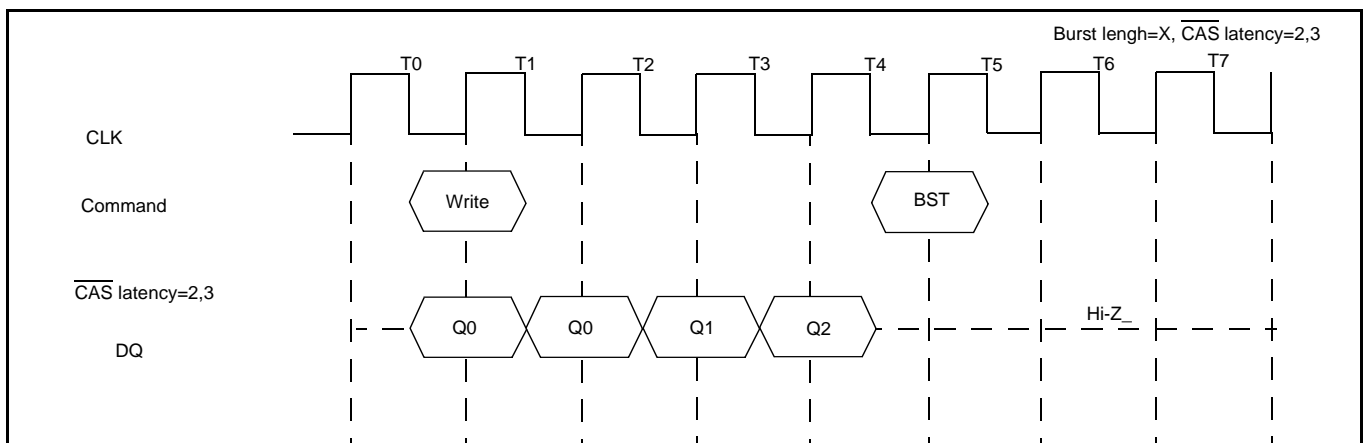 Burst lengh=X, CAS latency=2,3
T0 T1 T2 T3 T4 T5 T6 T7
CLK
Command
Write
BST
CAS latency=2,3
DQ
Q0 Q0 Q1 Q2
Hi-Z_